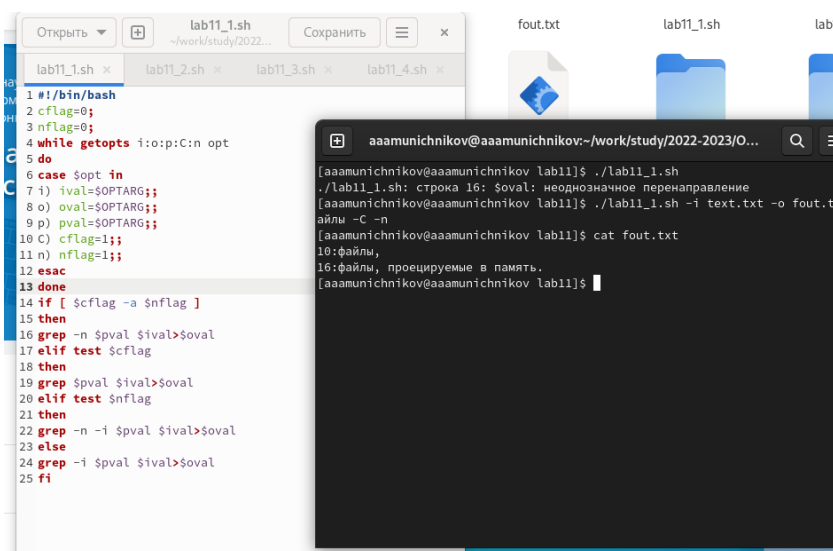 Открыть
lab11_1.sh
~/work/study/2022...
Сохранить
fout.txt
lab11_1.sh
lab
lab11_1.sh
lab11_2.sh
lab11_3.sh
lab11_4.sh
1 #!/bin/bash
2 cflag=0;
3 nflag=0;
4 while getopts i:o:p:C:n opt
5 do
6 case $opt in
7 i) ival=$OPTARG;;
8 o) oval=$OPTARG;;
9 p) pval=$OPTARG;;
10 C) cflag=1;;
11 n) nflag=1;;
12 esac
13 done
14 if [ $cflag -a $nflag ]
15 then
16 grep -n $pval $ival>$oval
17 elif test $cflag
18 then
19 grep $pval $ival>$oval
20 elif test $nflag
21 then
22 grep -n -i $pval $ival>$oval
23 else
24 grep -i $pval $ival>$oval
25 fi
aaamunichnikov@aaamunichnikov:~/work/study/2022-2023/О...
[aaamunichnikov@aaamunichnikov lab11]$ ./lab11_1.sh
./lab11_1.sh: строка 16: $oval: неоднозначное перенаправление
[aaamunichnikov@aaamunichnikov lab11]$ ./lab11_1.sh -i text.txt -o fout.t
айлы -C -n
[aaamunichnikov@aaamunichnikov lab11]$ cat fout.txt
10:файлы,
16:файлы, проецируемые в память.
[aaamunichnikov@aaamunichnikov lab11]$